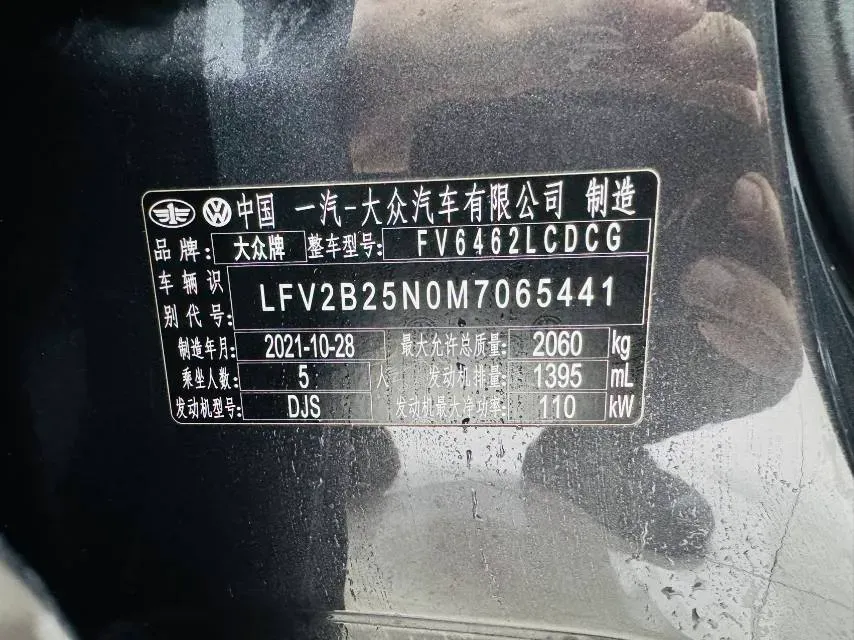 中国 一汽-大众汽车有限公司 制造
品牌: 大众牌 整车型号: FV6462LCDCG
车辆识别代号: LFV2B25N0M7065441
制造年月: 2021-10-28 最大允许总质量: 2060 kg
乘坐人数: 5 人 发动机排量: 1395 mL
发动机型号: DJS 发动机最大净功率: 110 kW